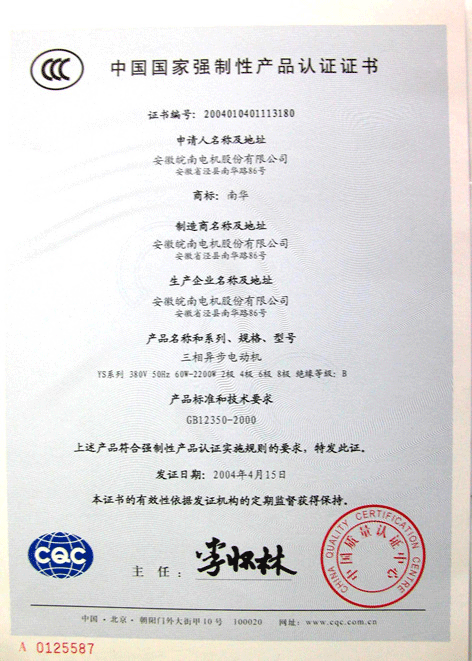 CCC
中国国家强制性产品认证证书
证书编号: 2004010401113180
申请人名称及地址
安徽皖南电机股份有限公司
安徽省泾县南华路86号
商标: 南华
制造商名称及地址
安徽皖南电机股份有限公司
安徽省泾县南华路86号
生产企业名称及地址
安徽皖南电机股份有限公司
安徽省泾县南华路86号
产品名称和系列、规格、型号
三相异步电动机
YS系列 380V 50Hz 60W-2200W 2极 4极 6极 8极 绝缘等级: B
产品标准和技术要求
GB12350-2000
上述产品符合强制性产品认证实施规则的要求, 特发此证。
发证日期: 2004年4月15日
本证书的有效性依据发证机构的定期监督获得保持。
CQC
主任: 李怀林
CHINA QUALITY CERTIFICATION CENTRE
中国质量认证中心
中国·北京·朝阳门外大街甲10号 100020 网址: www.cqc.com.cn
A 0125587